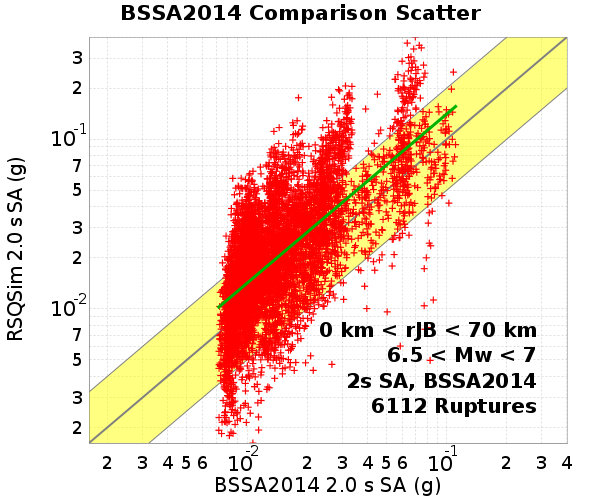 BSSA2014 Comparison Scatter
RSQSim 2.0 s SA (g)
3
2
10-1
7
5
3
2
10-2
7
5
3
2
0 km < rJB < 70 km
6.5 < Mw < 7
2s SA, BSSA2014
6112 Ruptures
2 3 4 5 6 10-2 2 3 4 5 6 10-1 2 3 4
BSSA2014 2.0 s SA (g)